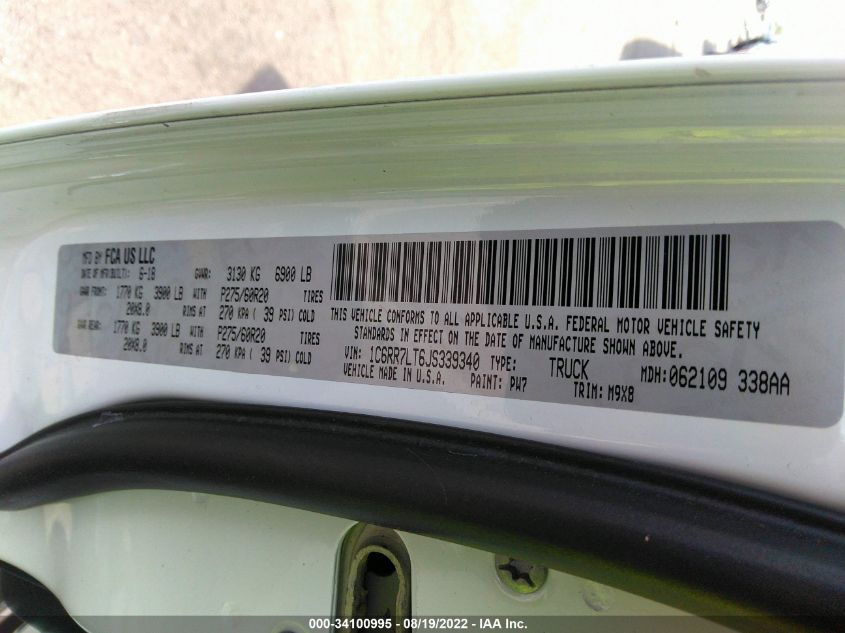 MFD BY FCA US LLC
DATE OF MFR/BUILT: 6-18 GVWR: 3130 KG 6900 LB
GAWR FRONT: 1770 KG 3900 LB WITH P275/60R20 TIRES
20X8.0 RIMS AT 270 KPA ( 39 PSI) COLD
GAWR REAR: 1770 KG 3900 LB WITH P275/60R20 TIRES
20X8.0 RIMS AT 270 KPA ( 39 PSI) COLD
THIS VEHICLE CONFORMS TO ALL APPLICABLE U.S.A. FEDERAL MOTOR VEHICLE SAFETY
STANDARDS IN EFFECT ON THE DATE OF MANUFACTURE SHOWN ABOVE.
VIN: 1C6RR7LT6JS339340 TYPE: TRUCK MDH: 062109 338AA
VEHICLE MADE IN U.S.A. PAINT: PW7 TRIM: M9X8
000-34100995 - 08/19/2022 - IAA Inc.